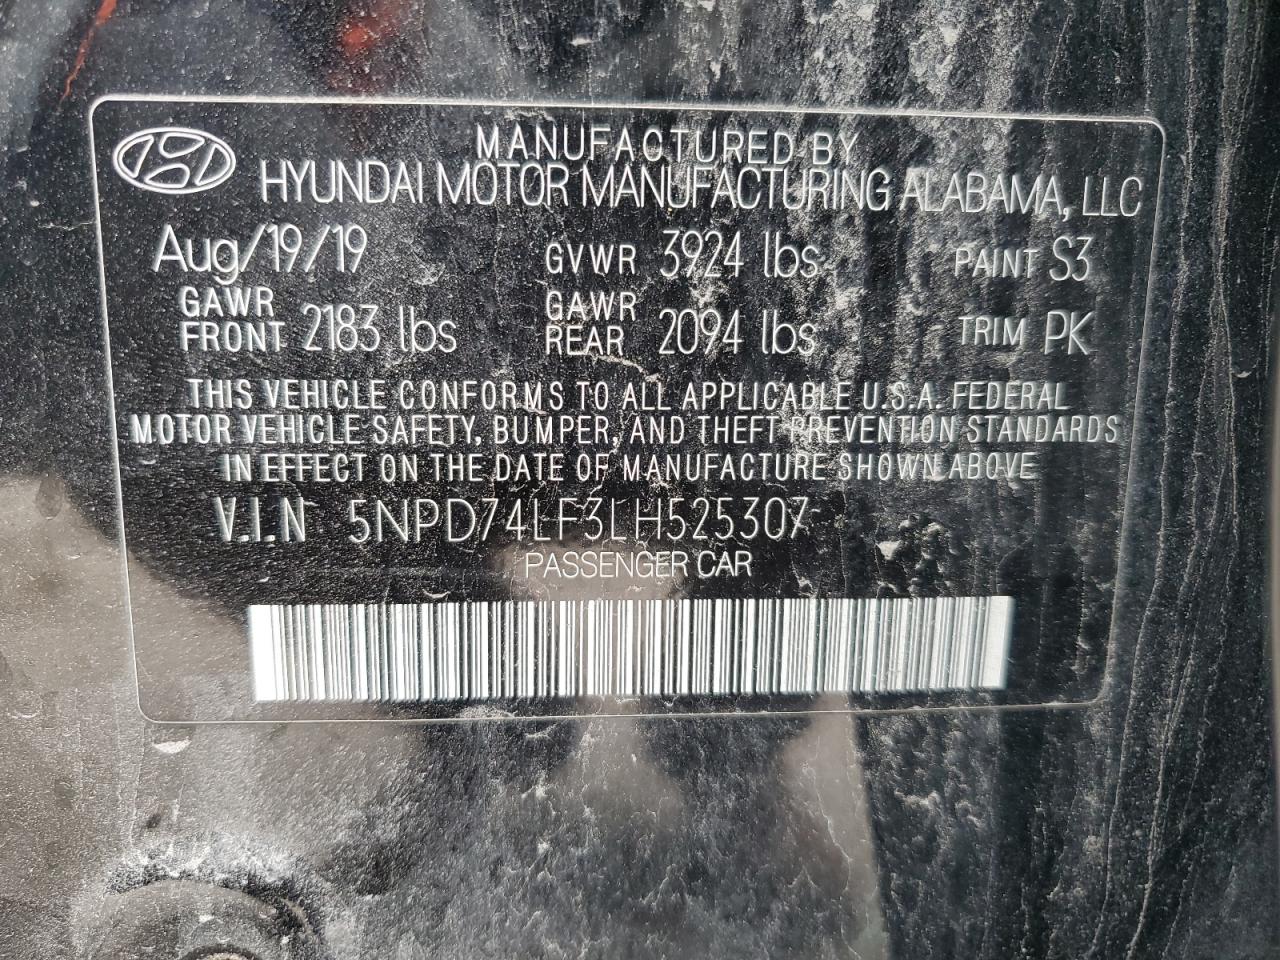 MANUFACTURED BY
HYUNDAI MOTOR MANUFACTURING ALABAMA, LLC
Aug/19/19 GVWR 3924 lbs PAINT S3
GAWR FRONT 2183 lbs GAWR REAR 2094 lbs TRIM PK
THIS VEHICLE CONFORMS TO ALL APPLICABLE U.S.A. FEDERAL
MOTOR VEHICLE SAFETY, BUMPER, AND THEFT PREVENTION STANDARDS
IN EFFECT ON THE DATE OF MANUFACTURE SHOWN ABOVE
V.I.N 5NPD74LF3LH525307
PASSENGER CAR